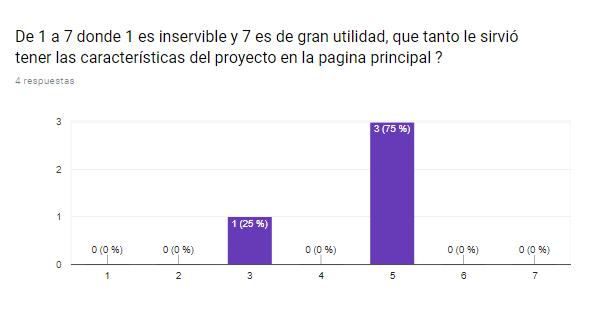 De 1 a 7 donde 1 es inservible y 7 es de gran utilidad, que tanto le sirvió
tener las características del proyecto en la pagina principal ?
4 respuestas
3
2
1
0
0 (0 %)
0 (0 %)
1 (25 %)
0 (0 %)
3 (75 %)
0 (0 %)
0 (0 %)
1
2
3
4
5
6
7